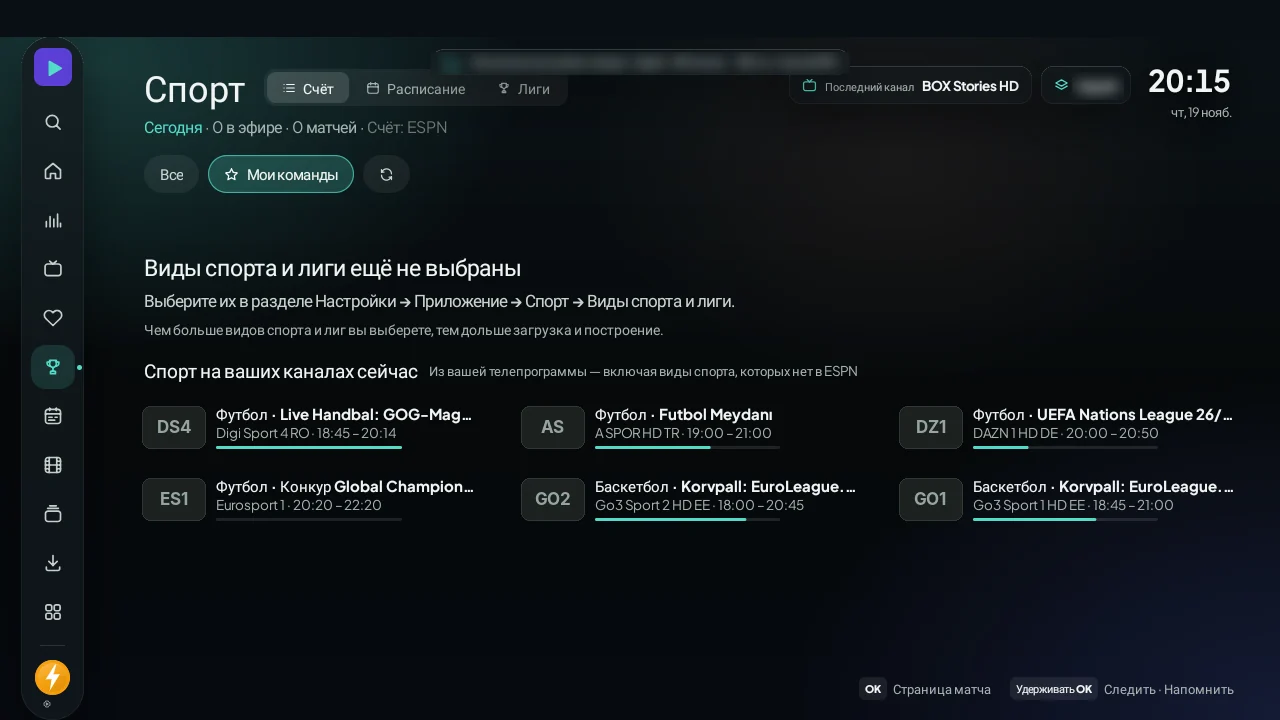 Спорт
Счёт Расписание Лиги
Последний канал BOX Stories HD
20:15
чт, 19 нояб.
Сегодня · 0 в эфире · 0 матчей · Счёт: ESPN
Все Мои команды
Виды спорта и лиги ещё не выбраны
Выберите их в разделе Настройки → Приложение → Спорт → Виды спорта и лиги.
Чем больше видов спорта и лиг вы выберете, тем дольше загрузка и построение.
Спорт на ваших каналах сейчас Из вашей телепрограммы — включая виды спорта, которых нет в ESPN
DS4 Футбол · Live Handbal: GOG-Mag...
Digi Sport 4 RO · 18:45 – 20:14
AS Futbol Футбол · Futbol Meydanı
A SPOR HD TR · 19:00 – 21:00
DZ1 Футбол · UEFA Nations League 26/...
DAZN 1 HD DE · 20:00 – 20:50
ES1 Футбол · Конкур Global Champion...
Eurosport 1 · 20:20 – 22:20
GO2 Баскетбол · Korvpall: EuroLeague. ...
Go3 Sport 2 HD EE · 18:00 – 20:45
GO1 Баскетбол · Korvpall: EuroLeague. ...
Go3 Sport 1 HD EE · 18:45 – 21:00
OK Страница матча Удерживать OK Следить · Напомнить